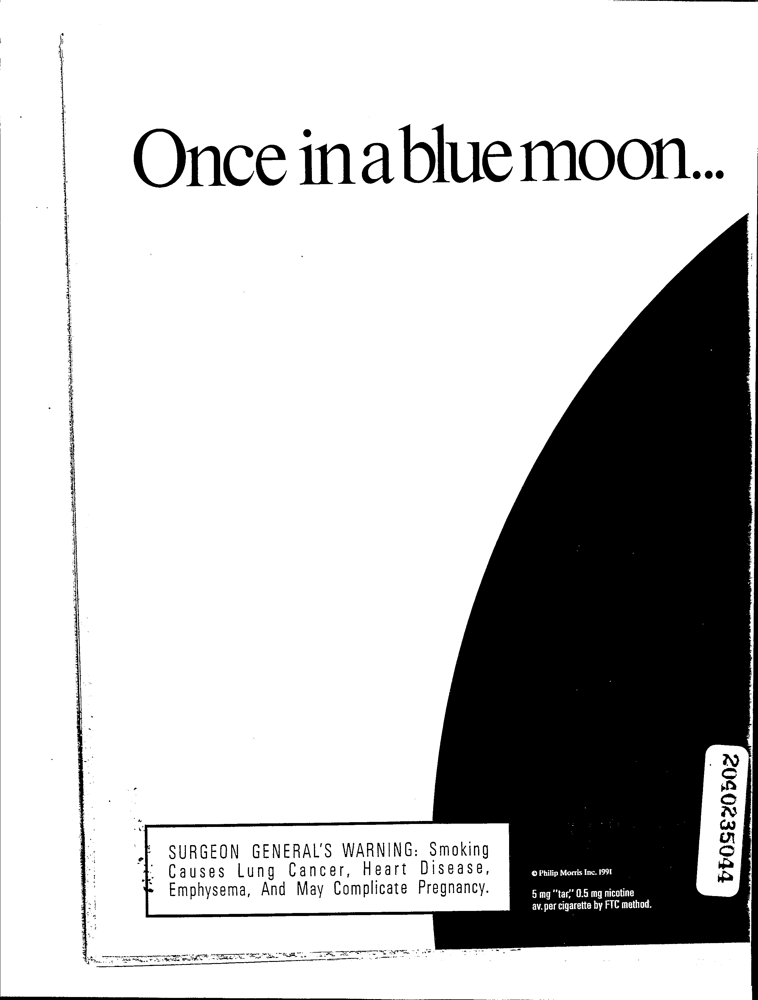 Once in a blue moon...
SURGEON GENERAL'S WARNING: Smoking
Causes Lung Cancer, Heart Disease,
Emphysema, And May Complicate Pregnancy.
© Philip Morris Inc. 1991
5 mg "tar," 0.5 mg nicotine
av. per cigarette by FTC method.
2040235044